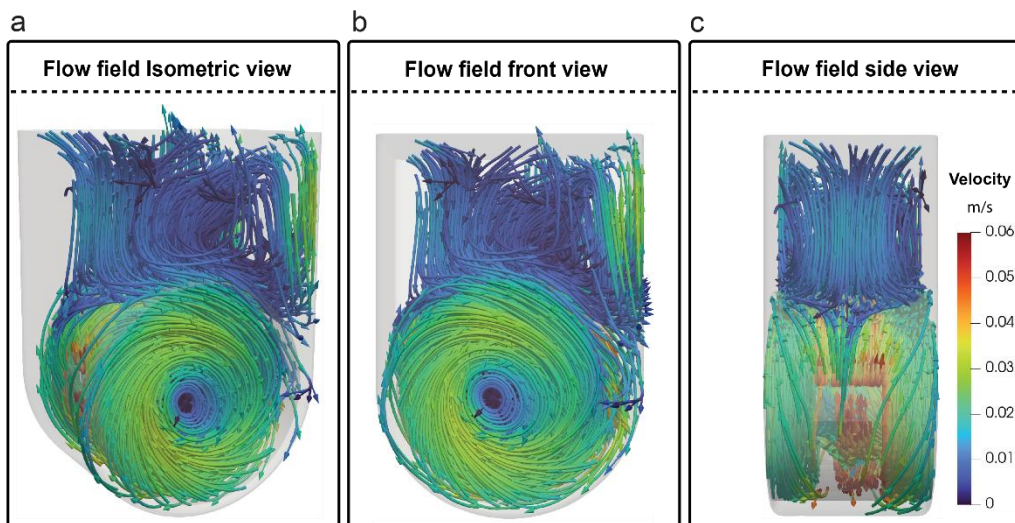 a
Flow field Isometric view
b
Flow field front view
c
Flow field side view
Velocity
m/s
0.06
0.05
0.04
0.03
0.02
0.01
0